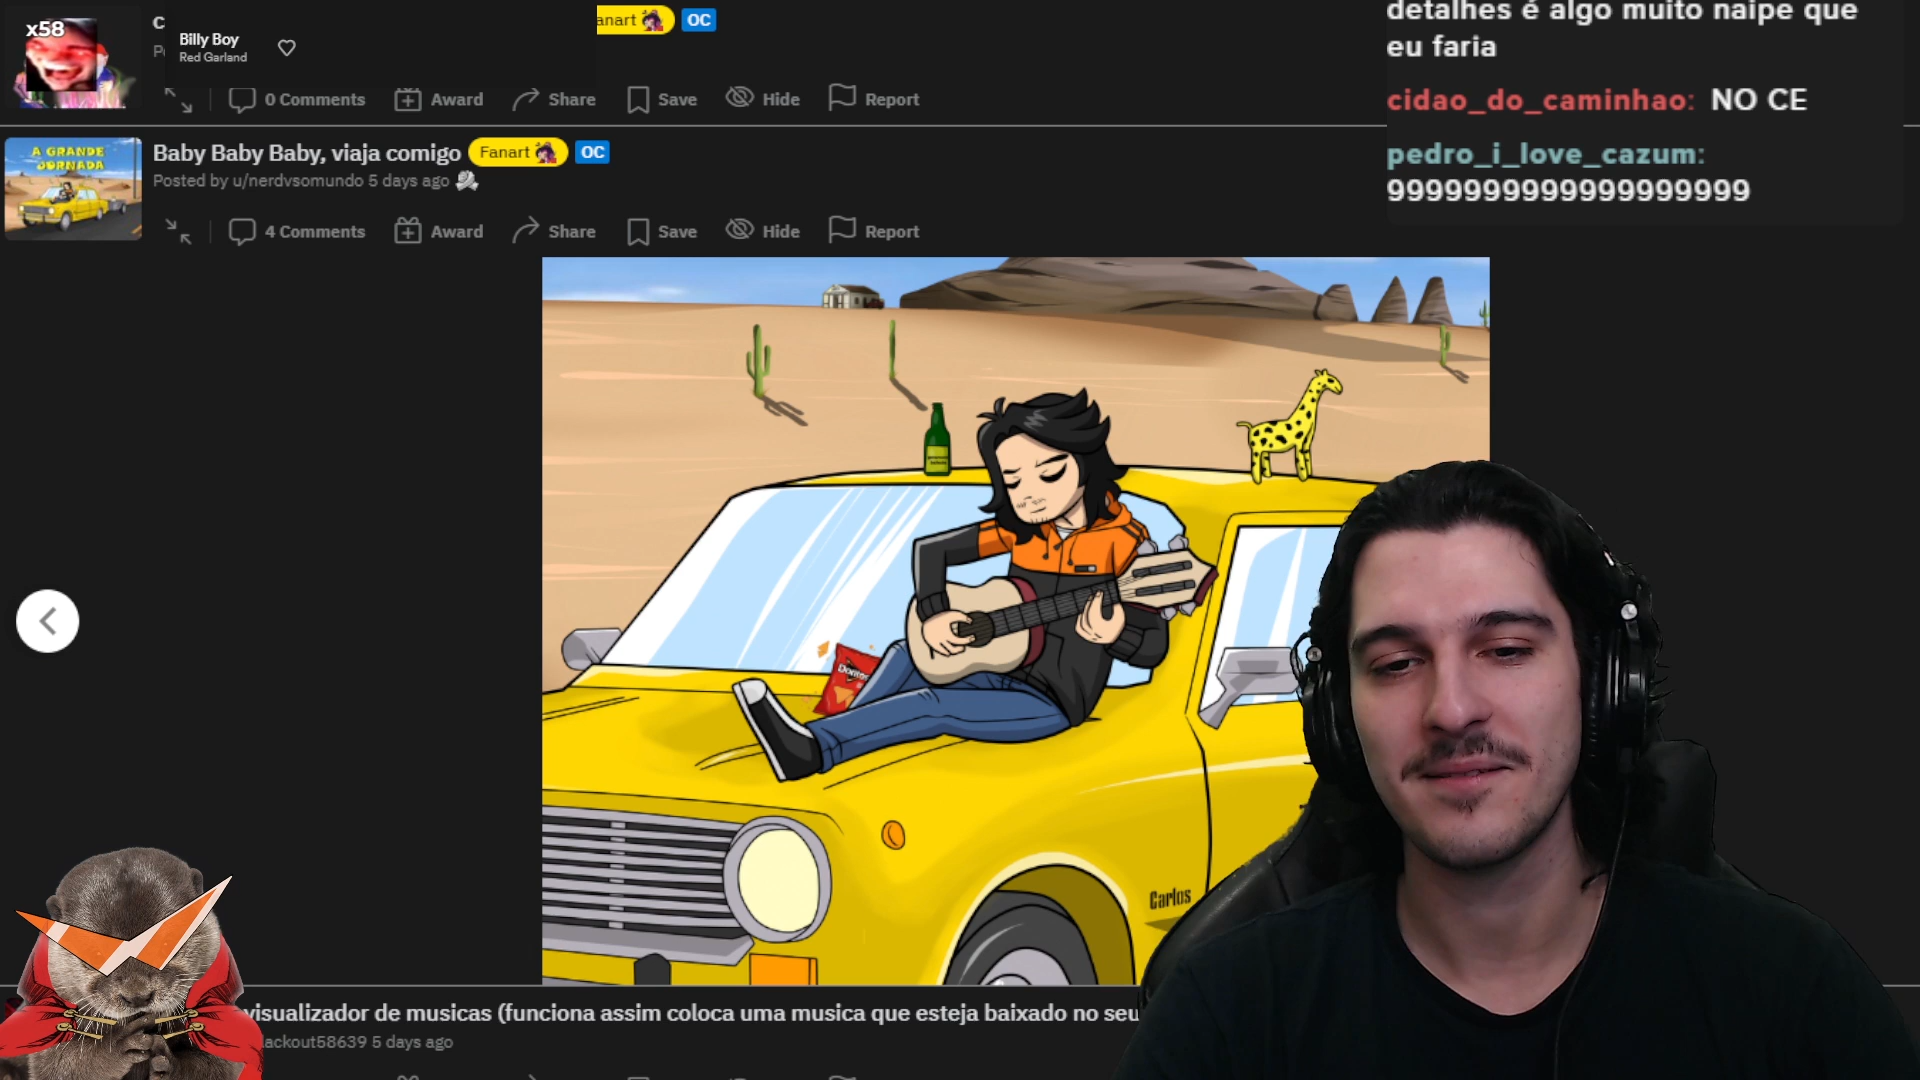 x58
Billy Boy
Red Garland
anart
OC
0 Comments
Award
Share
Save
Hide
Report
detalhes é algo muito naipe que
eu faria
cidao_do_caminhao: NO CE
pedro_i_love_cazum:
9999999999999999999
A GRANDE
JORNADA
Baby Baby Baby, viaja comigo
Fanart
OC
Posted by u/nerdvsomundo 5 days ago
4 Comments
Award
Share
Save
Hide
Report
Doritos
Carlos
visualizador de musicas (funciona assim coloca uma musica que esteja baixado no seu
lackout58639 5 days ago